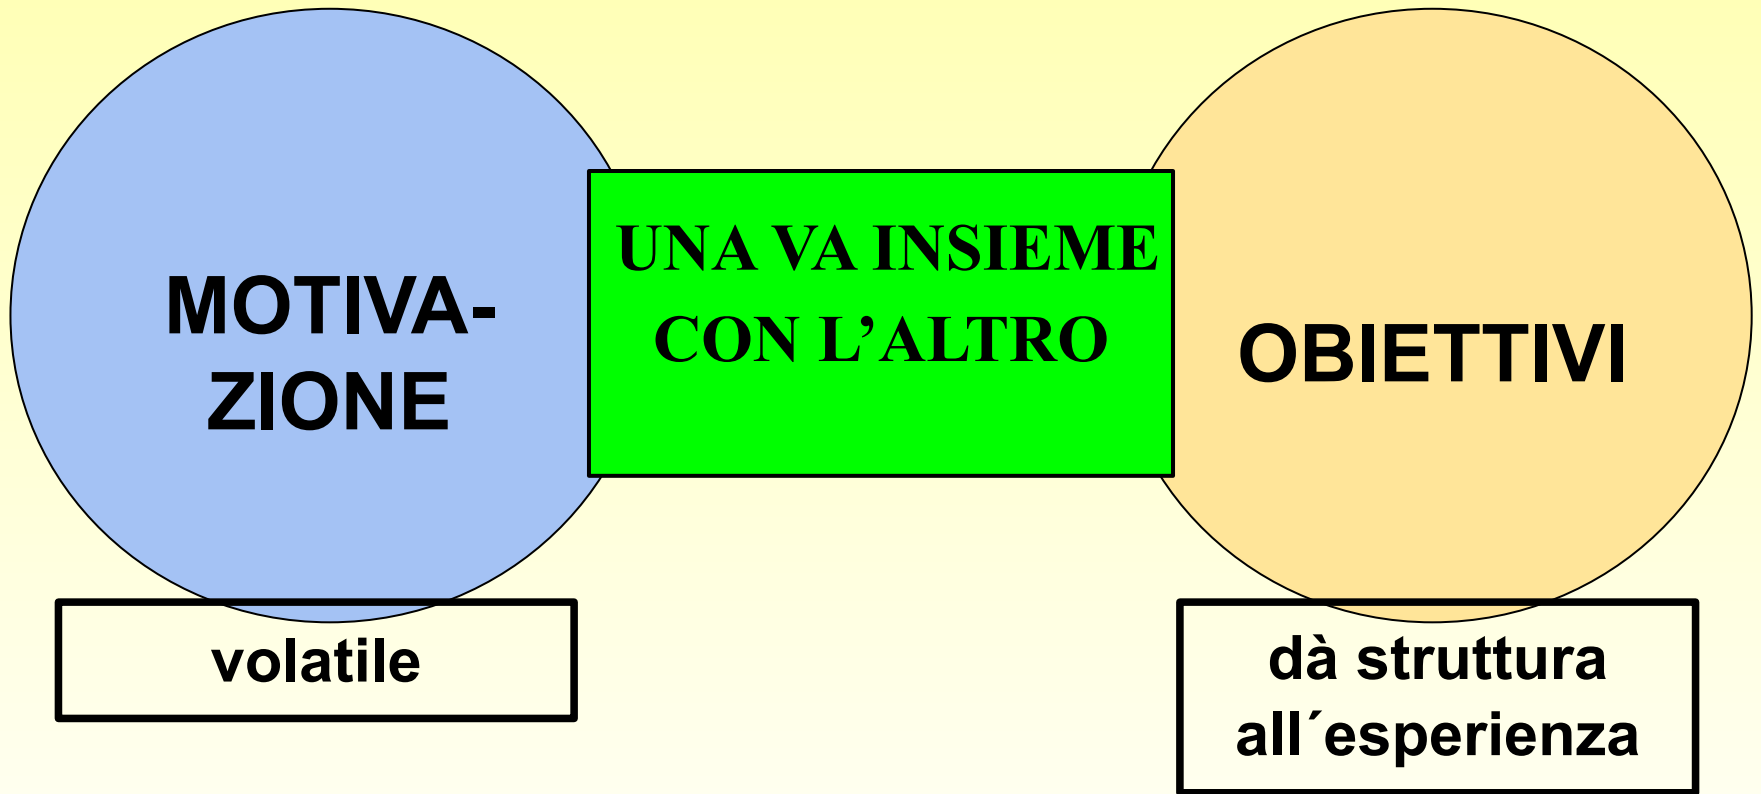 MOTIVA-
ZIONE
UNA VA INSIEME
CON L’ALTRO
OBIETTIVI
volatile
dà struttura
all´esperienza